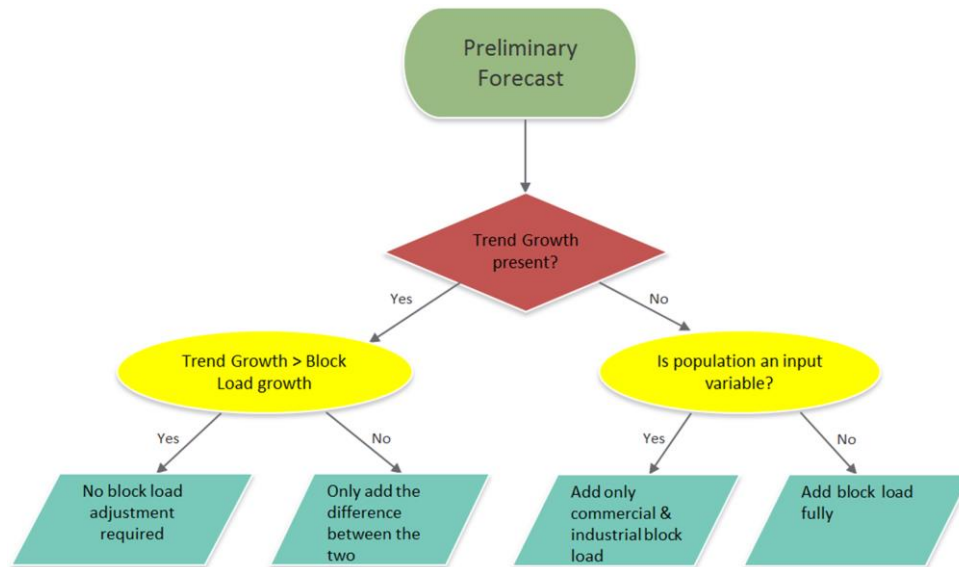 Preliminary
Forecast
Trend Growth
present?
Yes
No
Trend Growth > Block
Load growth
Is population an input
variable?
Yes
No
Yes
No
No block load
adjustment
required
Only add the
difference
between the
two
Add only
commercial &
industrial block
load
Add block load
fully